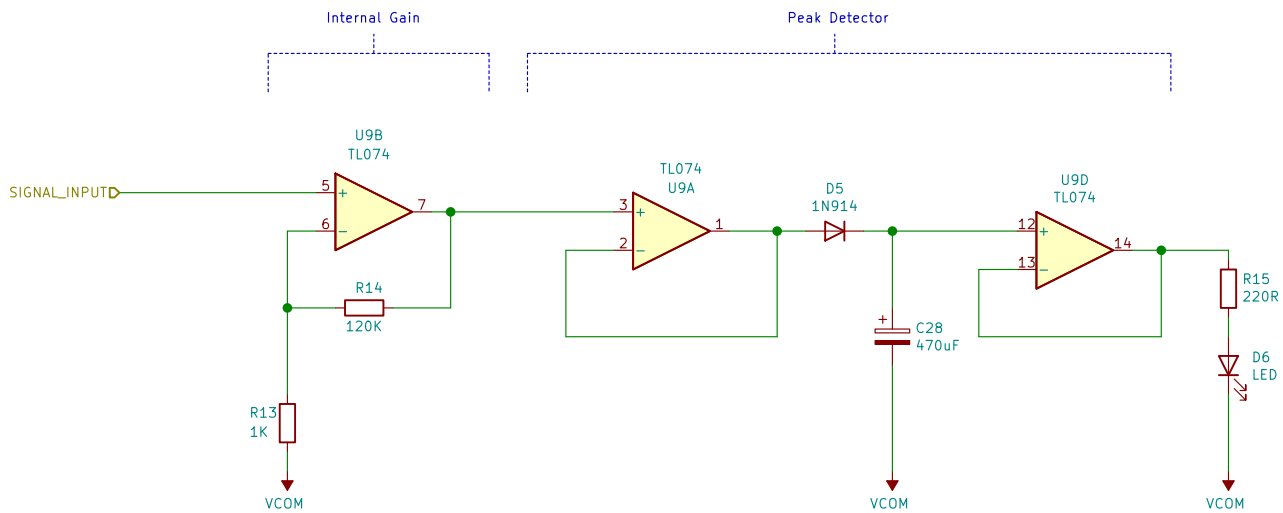 Internal Gain
Peak Detector
U9B
TL074
SIGNAL_INPUT
5
+
6
−
7
R14
120K
R13
1K
VCOM
TL074
U9A
3
+
2
−
1
D5
1N914
+
C28
470uF
VCOM
U9D
TL074
12
+
13
−
14
R15
220R
D6
LED
VCOM